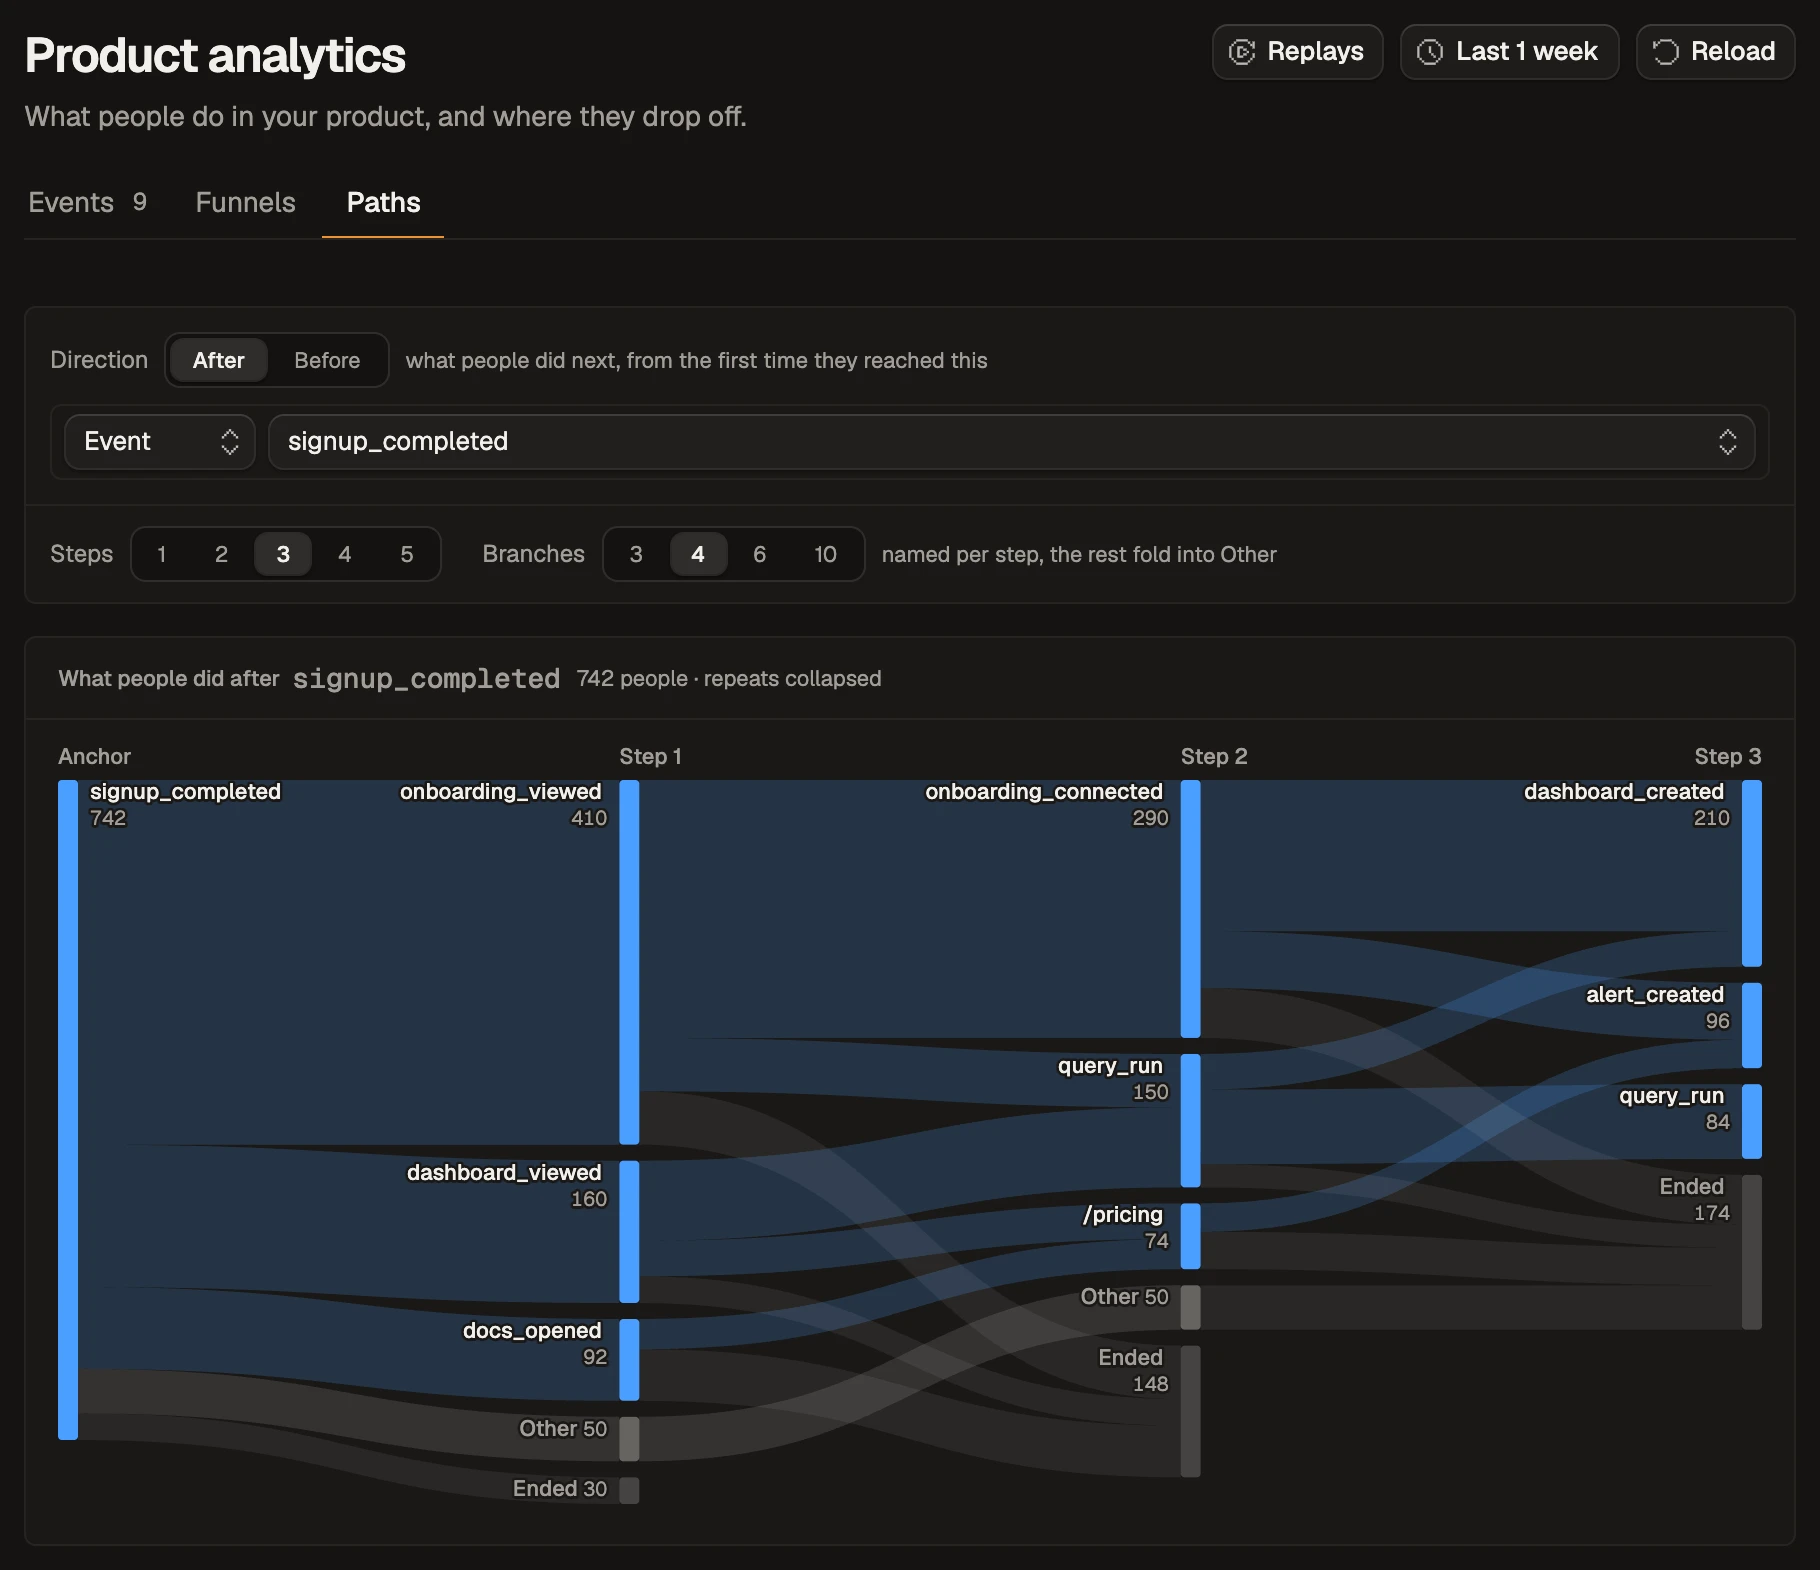 Product analytics
Replays
Last 1 week
Reload
What people do in your product, and where they drop off.
Events 9
Funnels
Paths
Direction
After
Before
what people did next, from the first time they reached this
Event
signup_completed
Steps
1
2
3
4
5
Branches
3
4
6
10
named per step, the rest fold into Other
What people did after signup_completed 742 people · repeats collapsed
Anchor
Step 1
Step 2
Step 3
signup_completed
742
onboarding_viewed
410
dashboard_viewed
160
docs_opened
92
Other 50
Ended 30
onboarding_connected
290
query_run
150
/pricing
74
Other 50
Ended
148
dashboard_created
210
alert_created
96
query_run
84
Ended
174